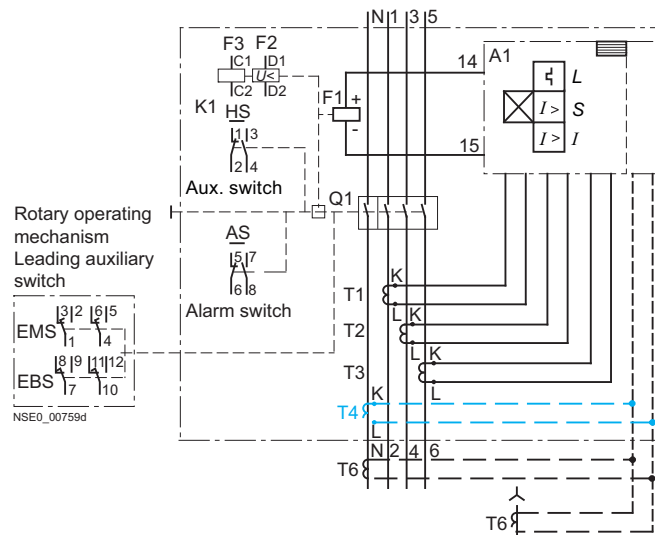 N 1 3 5
F3 F2
C1 D1
U<
C2 D2
K1
HS
1 3
2 4
Aux. switch
F1
+
-
14
15
A1
L
I > S
I > I
Q1
Rotary operating
mechanism
Leading auxiliary
switch
AS
5 7
6 8
Alarm switch
3 2 6 5
EMS
1 4
8 9 11 12
EBS
7 10
NSE0_00759d
K
T1
L
K
T2
L
K
T3
L
K
T4
L
N 2 4 6
T6
T6